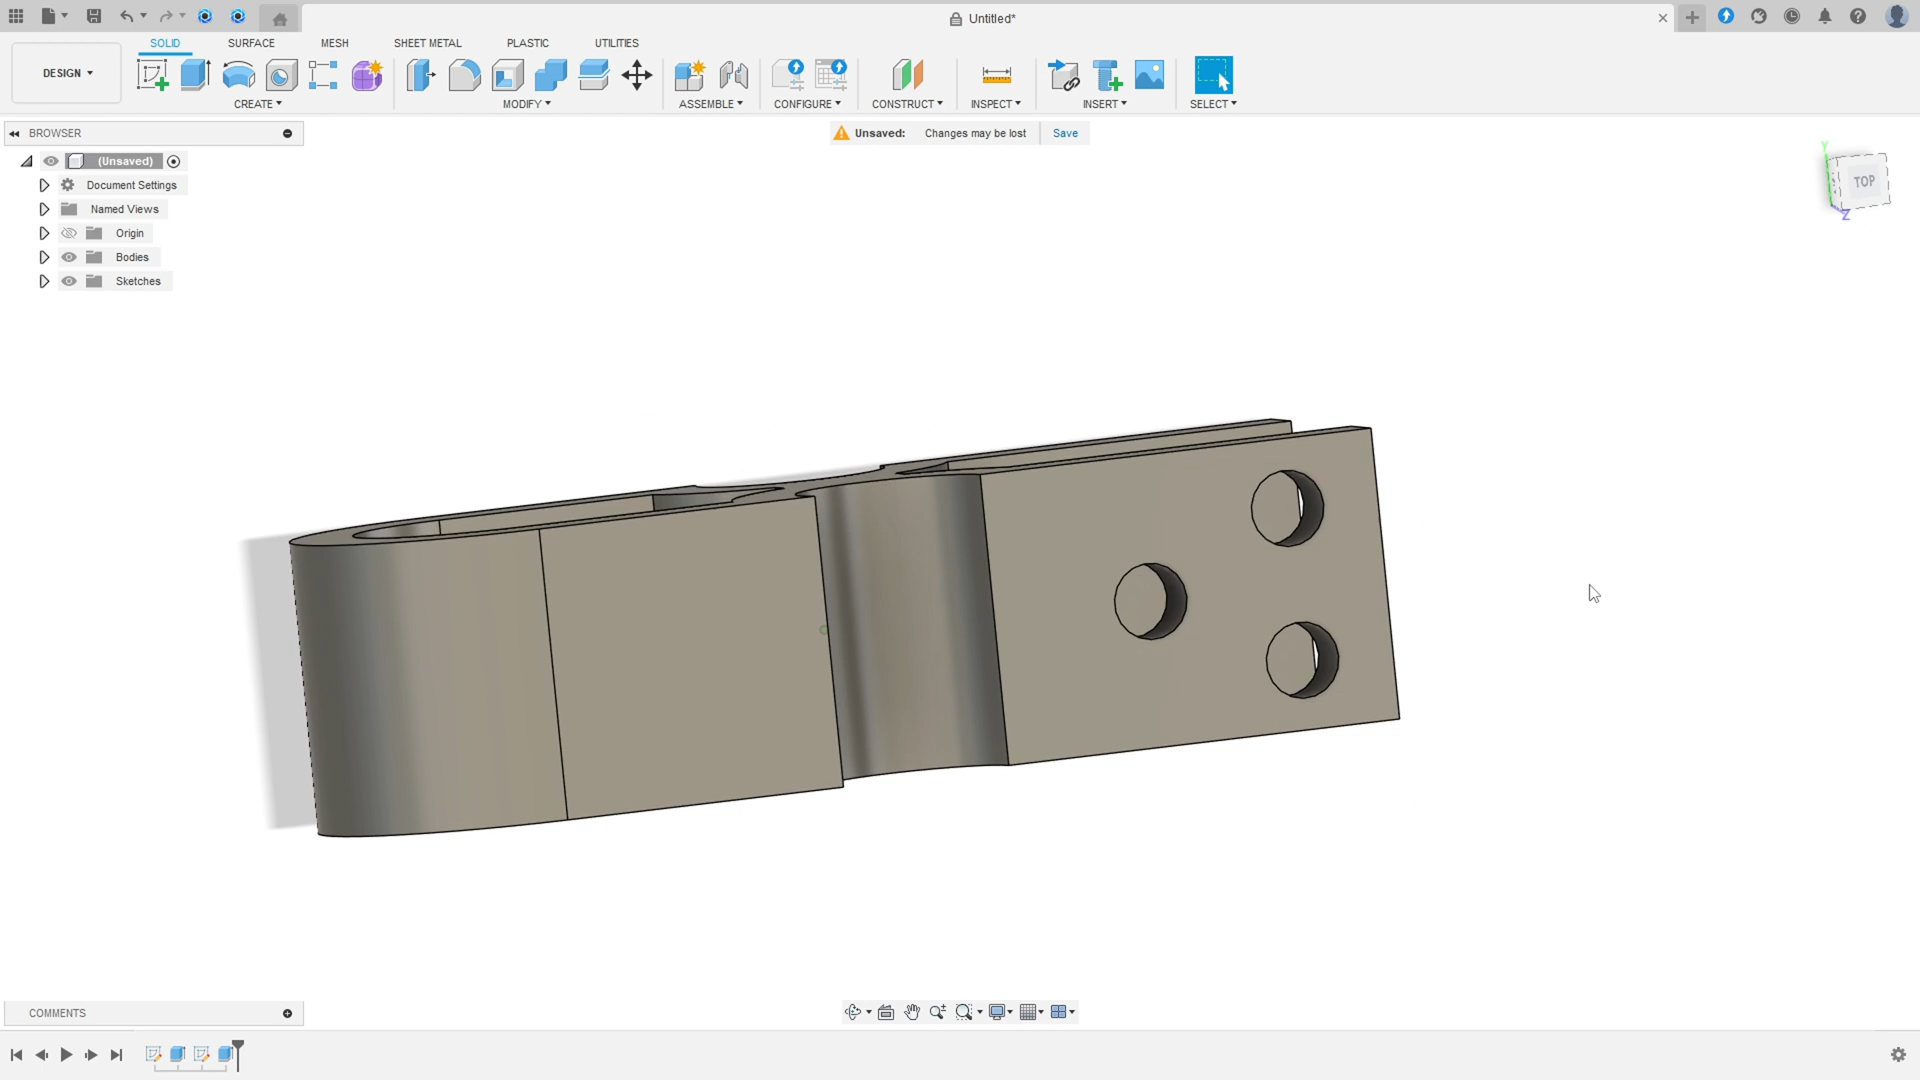 Untitled*
SOLID SURFACE MESH SHEET METAL PLASTIC UTILITIES
DESIGN
CREATE MODIFY ASSEMBLE CONFIGURE CONSTRUCT INSPECT INSERT SELECT
BROWSER
Unsaved: Changes may be lost Save
(Unsaved)
Document Settings
Named Views
Origin
Bodies
Sketches
Y
TOP
Z
COMMENTS